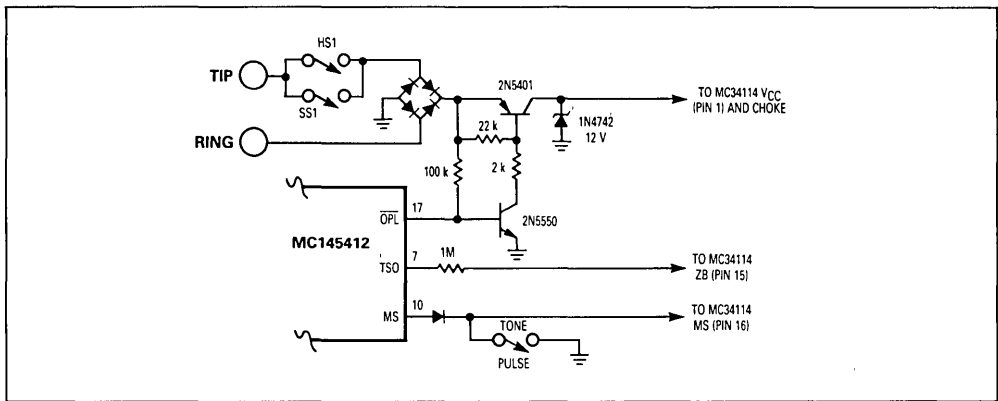 HS1
TIP
SS1
RING
2N5401
TO MC34114 VCC
(PIN 1) AND CHOKE
1N4742
12 V
22 k
100 k
2 k
2N5550
OPL
17
MC145412
TSO
7
1M
TO MC34114
ZB (PIN 15)
MS
10
TONE
PULSE
TO MC34114
MS (PIN 16)